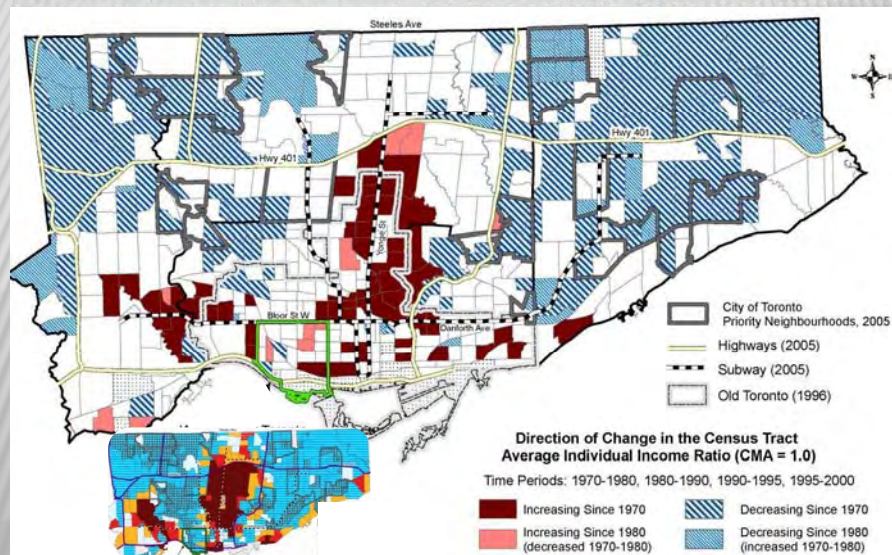 Steeles Ave
N
W
E
S
Hwy 401
Hwy 401
Yonge St
Bloor St W
Danforth Ave
City of Toronto
Priority Neighbourhoods, 2005
Highways (2005)
Subway (2005)
Old Toronto (1996)
Direction of Change in the Census Tract
Average Individual Income Ratio (CMA = 1.0)
Time Periods: 1970-1980, 1980-1990, 1990-1995, 1995-2000
Increasing Since 1970
Decreasing Since 1970
Increasing Since 1980
(decreased 1970-1980)
Decreasing Since 1980
(increased 1970-1980)